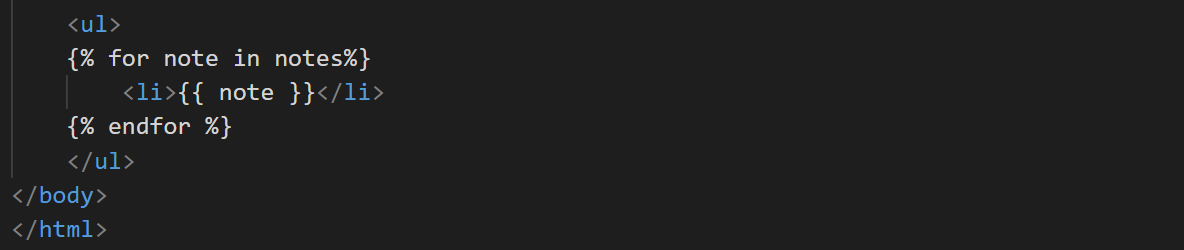 <ul>
{% for note in notes%}
<li>{{ note }}</li>
{% endfor %}
</ul>
</body>
</html>